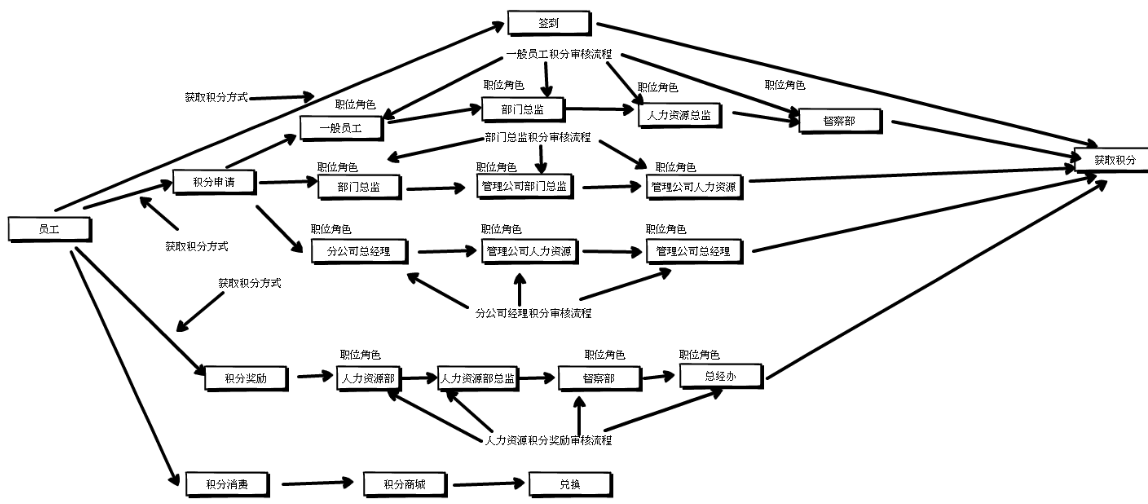 签到
一般员工积分审核流程
职位角色
职位角色
获取积分方式
职位角色
部门总监
人力资源总监
督察部
职位角色
一般员工
部门总监积分审核流程
获取积分
职位角色
职位角色
职位角色
积分申请
部门总监
管理公司部门总监
管理公司人力资源
员工
职位角色
职位角色
职位角色
获取积分方式
分公司总经理
管理公司人力资源
管理公司总经理
获取积分方式
分公司经理积分审核流程
职位角色
职位角色
职位角色
积分奖励
人力资源部
人力资源部总监
督察部
总经办
人力资源积分奖励审核流程
积分消费
积分商城
兑换